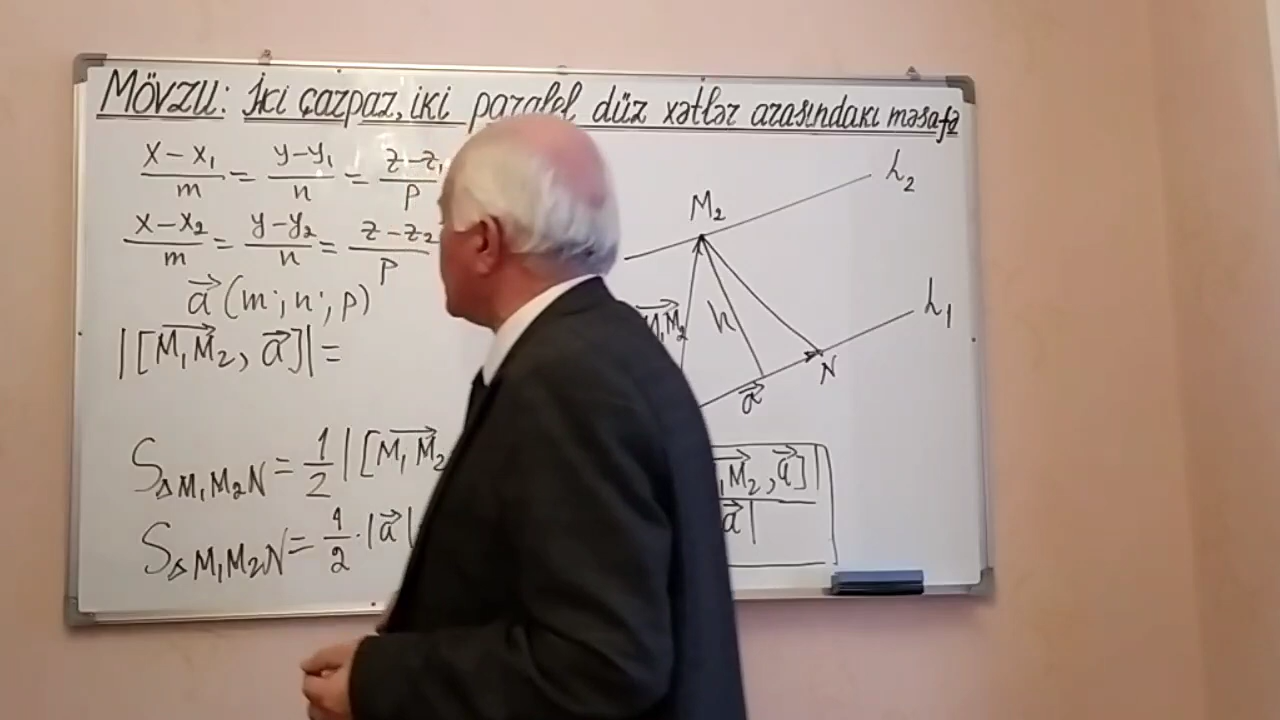 Mövzu: İki çarpaz, iki paralel düz xətlər arasındakı məsafə
x-x₁/m = y-y₁/n = z-z₁/p
x-x₂/m = y-y₂/n = z-z₂/p
a⃗(m; n; p)
|[M₁M₂, a⃗]| =
S△M₁M₂N = 1/2 |[M₁M₂
S△M₁M₂N = 1/2 · |a⃗|
M₂
L₂
M₁M₂
h
L₁
N
a⃗
M₂, a⃗]|
a⃗|